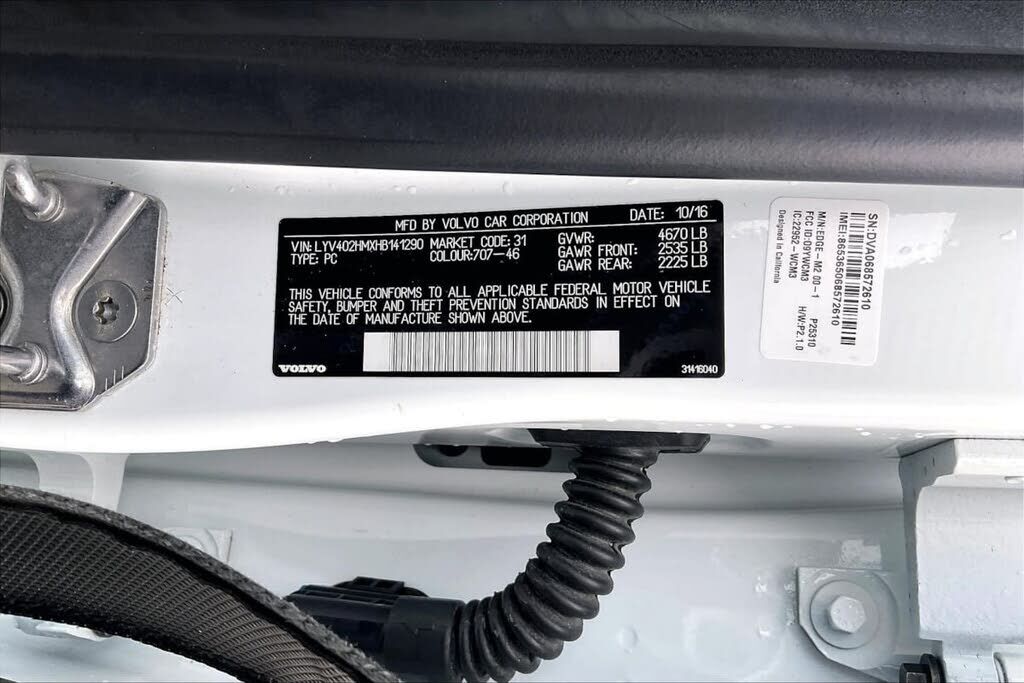 MFD BY VOLVO CAR CORPORATION DATE: 10/16
VIN: LYV402HMXHB141290 MARKET CODE: 31 GVWR: 4670 LB
TYPE: PC COLOUR:707-46 GAWR FRONT: 2535 LB
GAWR REAR: 2225 LB
THIS VEHICLE CONFORMS TO ALL APPLICABLE FEDERAL MOTOR VEHICLE
SAFETY, BUMPER AND THEFT PREVENTION STANDARDS IN EFFECT ON
THE DATE OF MANUFACTURE SHOWN ABOVE.
VOLVO 31416040
SN:DVA068572610
IMEI:865365068572610
M/N:EDGE-M2 00-1 P25310
FCC ID:O9YWCM3 H/W:P2.1.0
IC:22952-WCM3
Designed in California